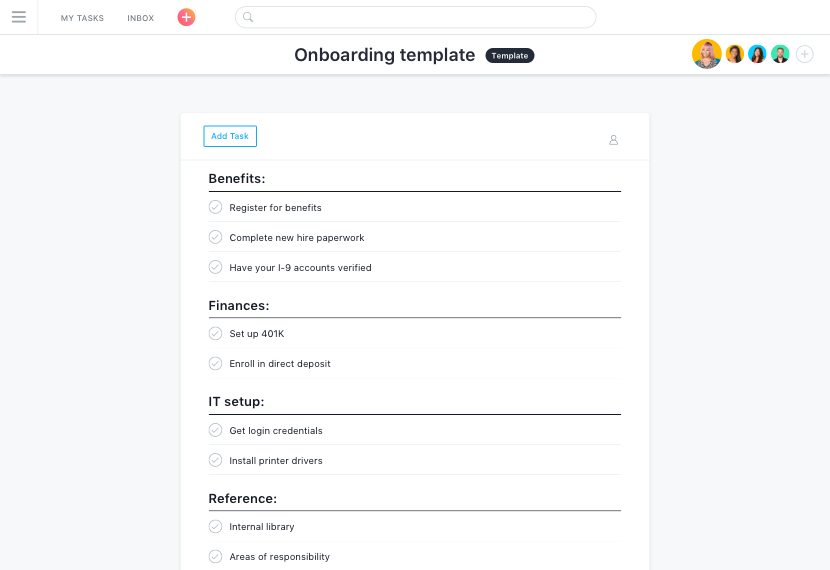 MY TASKS
INBOX
Onboarding template
Template
Add Task
Benefits:
Register for benefits
Complete new hire paperwork
Have your I-9 accounts verified
Finances:
Set up 401K
Enroll in direct deposit
IT setup:
Get login credentials
Install printer drivers
Reference:
Internal library
Areas of responsibility